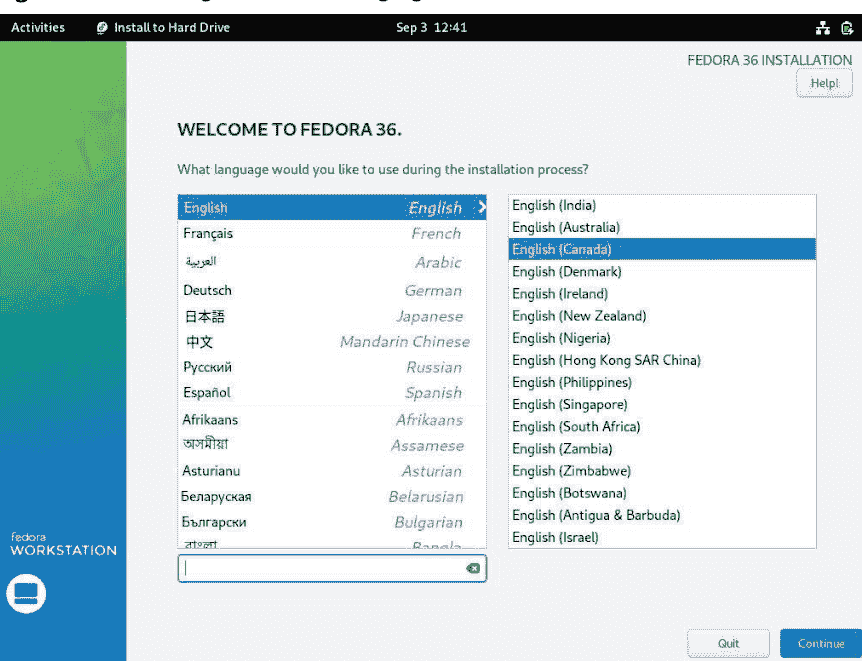 Activities Install to Hard Drive Sep 3 12:41
FEDORA 36 INSTALLATION
Help!
WELCOME TO FEDORA 36.
What language would you like to use during the installation process?
English English
Français French
العربية Arabic
Deutsch German
日本語 Japanese
中文 Mandarin Chinese
Русский Russian
Español Spanish
Afrikaans Afrikaans
অসমীয়া Assamese
Asturianu Asturian
Беларуская Belarusian
Български Bulgarian
বাংলা Bangla
English (India)
English (Australia)
English (Canada)
English (Denmark)
English (Ireland)
English (New Zealand)
English (Nigeria)
English (Hong Kong SAR China)
English (Philippines)
English (Singapore)
English (South Africa)
English (Zambia)
English (Zimbabwe)
English (Botswana)
English (Antigua & Barbuda)
English (Israel)
fedora
WORKSTATION
Quit Continue